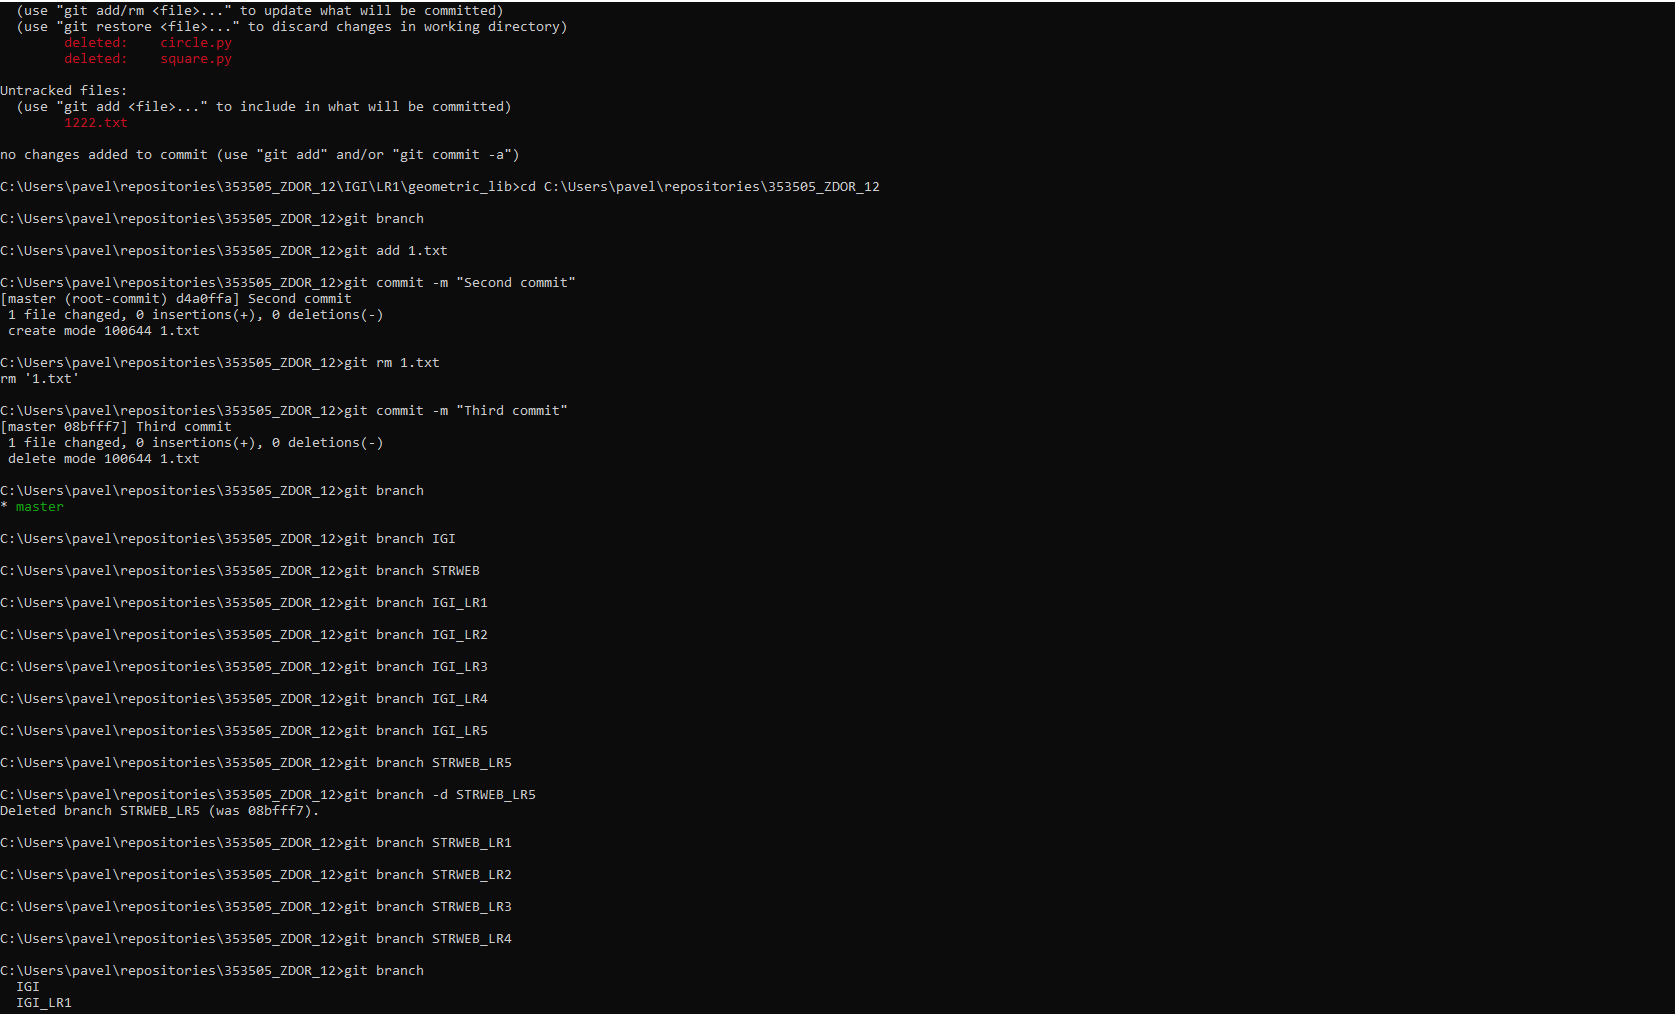 (use "git add/rm <file>..." to update what will be committed)
  (use "git restore <file>..." to discard changes in working directory)
        deleted:    circle.py
        deleted:    square.py

Untracked files:
  (use "git add <file>..." to include in what will be committed)
        1222.txt

no changes added to commit (use "git add" and/or "git commit -a")

C:\Users\pavel\repositories\353505_ZDOR_12\IGI\LR1\geometric_lib>cd C:\Users\pavel\repositories\353505_ZDOR_12

C:\Users\pavel\repositories\353505_ZDOR_12>git branch

C:\Users\pavel\repositories\353505_ZDOR_12>git add 1.txt

C:\Users\pavel\repositories\353505_ZDOR_12>git commit -m "Second commit"
[master (root-commit) d4a0ffa] Second commit
 1 file changed, 0 insertions(+), 0 deletions(-)
 create mode 100644 1.txt

C:\Users\pavel\repositories\353505_ZDOR_12>git rm 1.txt
rm '1.txt'

C:\Users\pavel\repositories\353505_ZDOR_12>git commit -m "Third commit"
[master 08bfff7] Third commit
 1 file changed, 0 insertions(+), 0 deletions(-)
 delete mode 100644 1.txt

C:\Users\pavel\repositories\353505_ZDOR_12>git branch
* master

C:\Users\pavel\repositories\353505_ZDOR_12>git branch IGI

C:\Users\pavel\repositories\353505_ZDOR_12>git branch STRWEB

C:\Users\pavel\repositories\353505_ZDOR_12>git branch IGI_LR1

C:\Users\pavel\repositories\353505_ZDOR_12>git branch IGI_LR2

C:\Users\pavel\repositories\353505_ZDOR_12>git branch IGI_LR3

C:\Users\pavel\repositories\353505_ZDOR_12>git branch IGI_LR4

C:\Users\pavel\repositories\353505_ZDOR_12>git branch IGI_LR5

C:\Users\pavel\repositories\353505_ZDOR_12>git branch STRWEB_LR5

C:\Users\pavel\repositories\353505_ZDOR_12>git branch -d STRWEB_LR5
Deleted branch STRWEB_LR5 (was 08bfff7).

C:\Users\pavel\repositories\353505_ZDOR_12>git branch STRWEB_LR1

C:\Users\pavel\repositories\353505_ZDOR_12>git branch STRWEB_LR2

C:\Users\pavel\repositories\353505_ZDOR_12>git branch STRWEB_LR3

C:\Users\pavel\repositories\353505_ZDOR_12>git branch STRWEB_LR4

C:\Users\pavel\repositories\353505_ZDOR_12>git branch
  IGI
  IGI_LR1